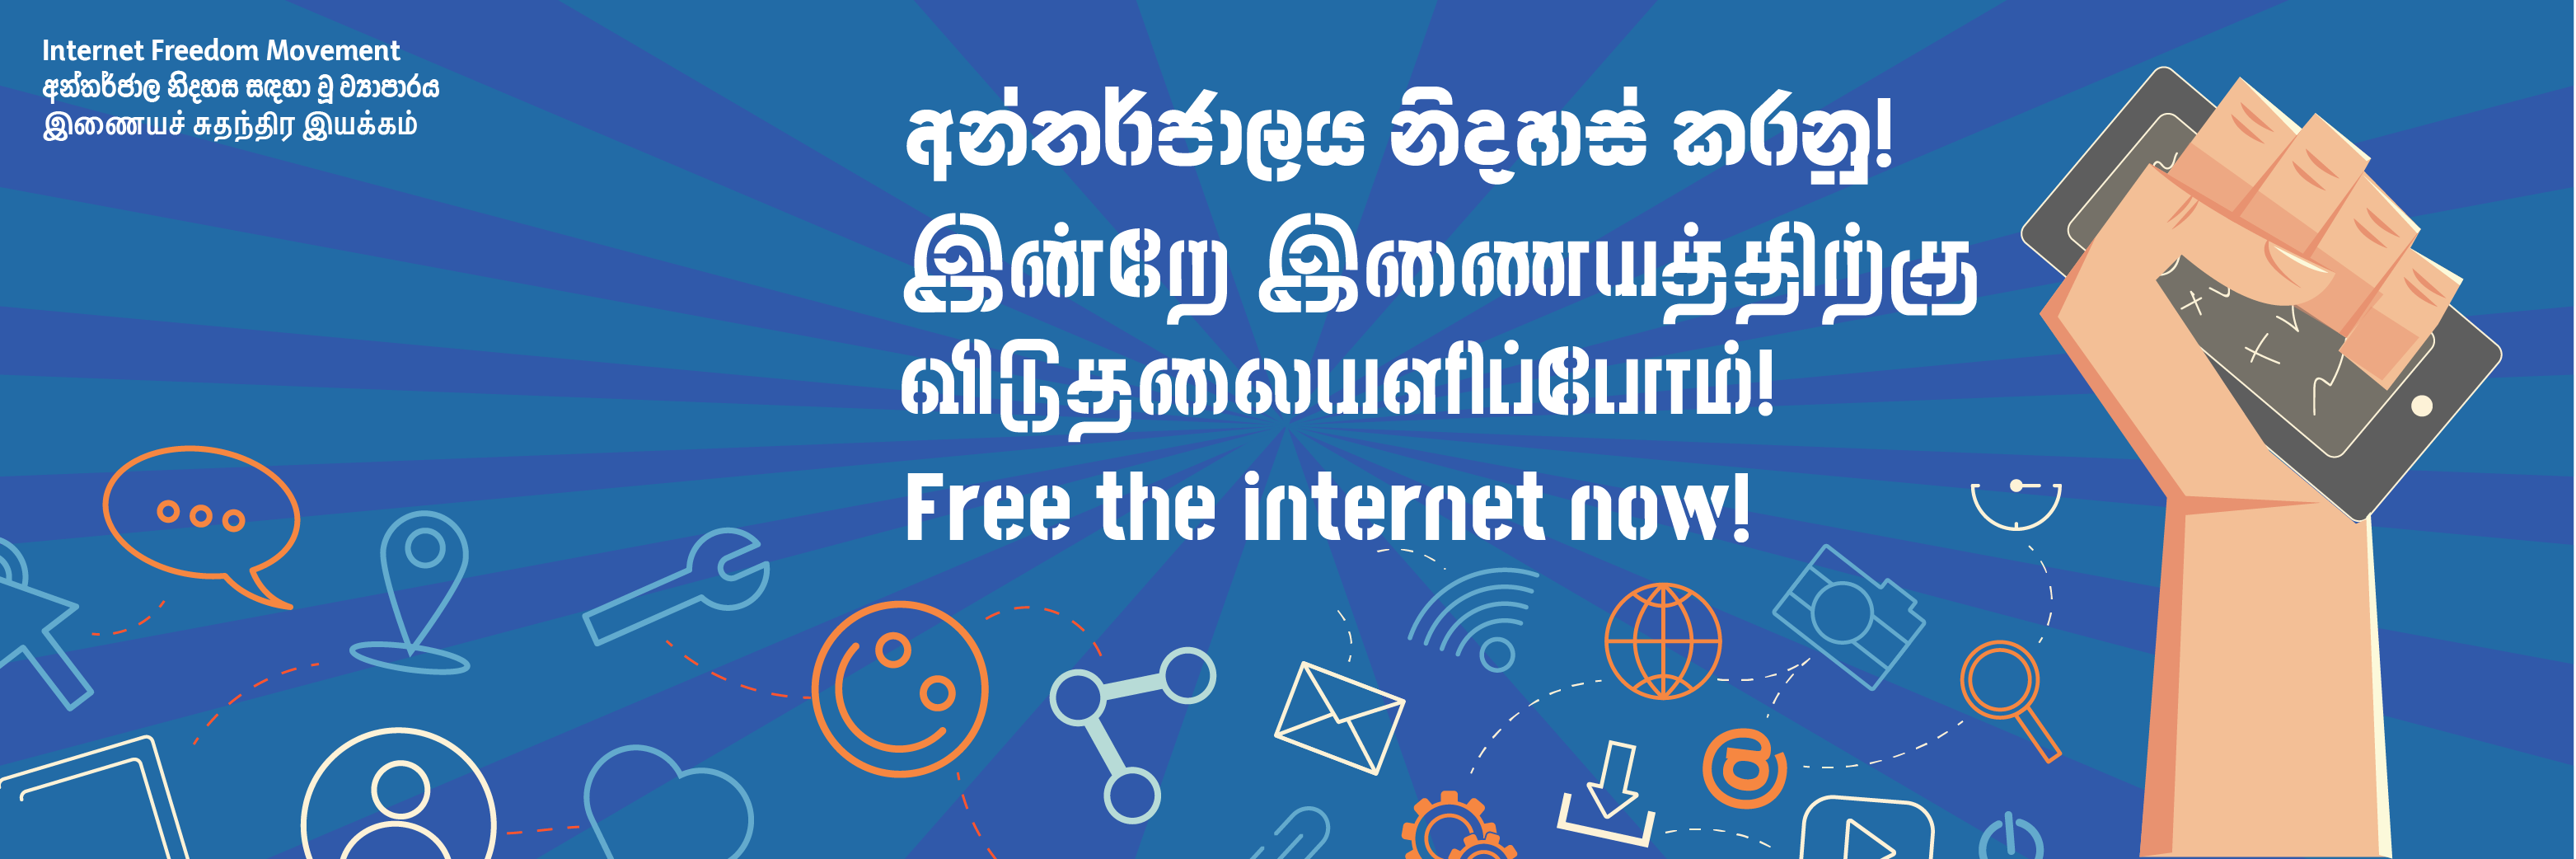 Internet Freedom Movement
අන්තර්ජාල නිදහස සඳහා වූ ව්‍යාපාරය
இணையச் சுதந்திர இயக்கம்
අන්තර්ජාලය නිදහස් කරනු!
இன்றே இணையத்திற்கு
விடுதலையளிப்போம்!
Free the internet now!
@